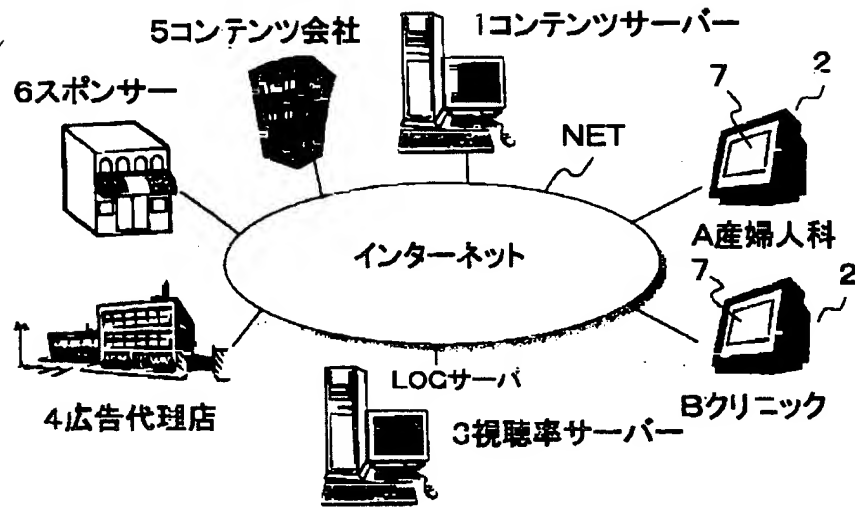 5コンテンツ会社
1コンテンツサーバー
6スポンサー
7
2
NET
A産婦人科
インターネット
7
2
LOGサーバ
Bクリニック
4広告代理店
3視聴率サーバー